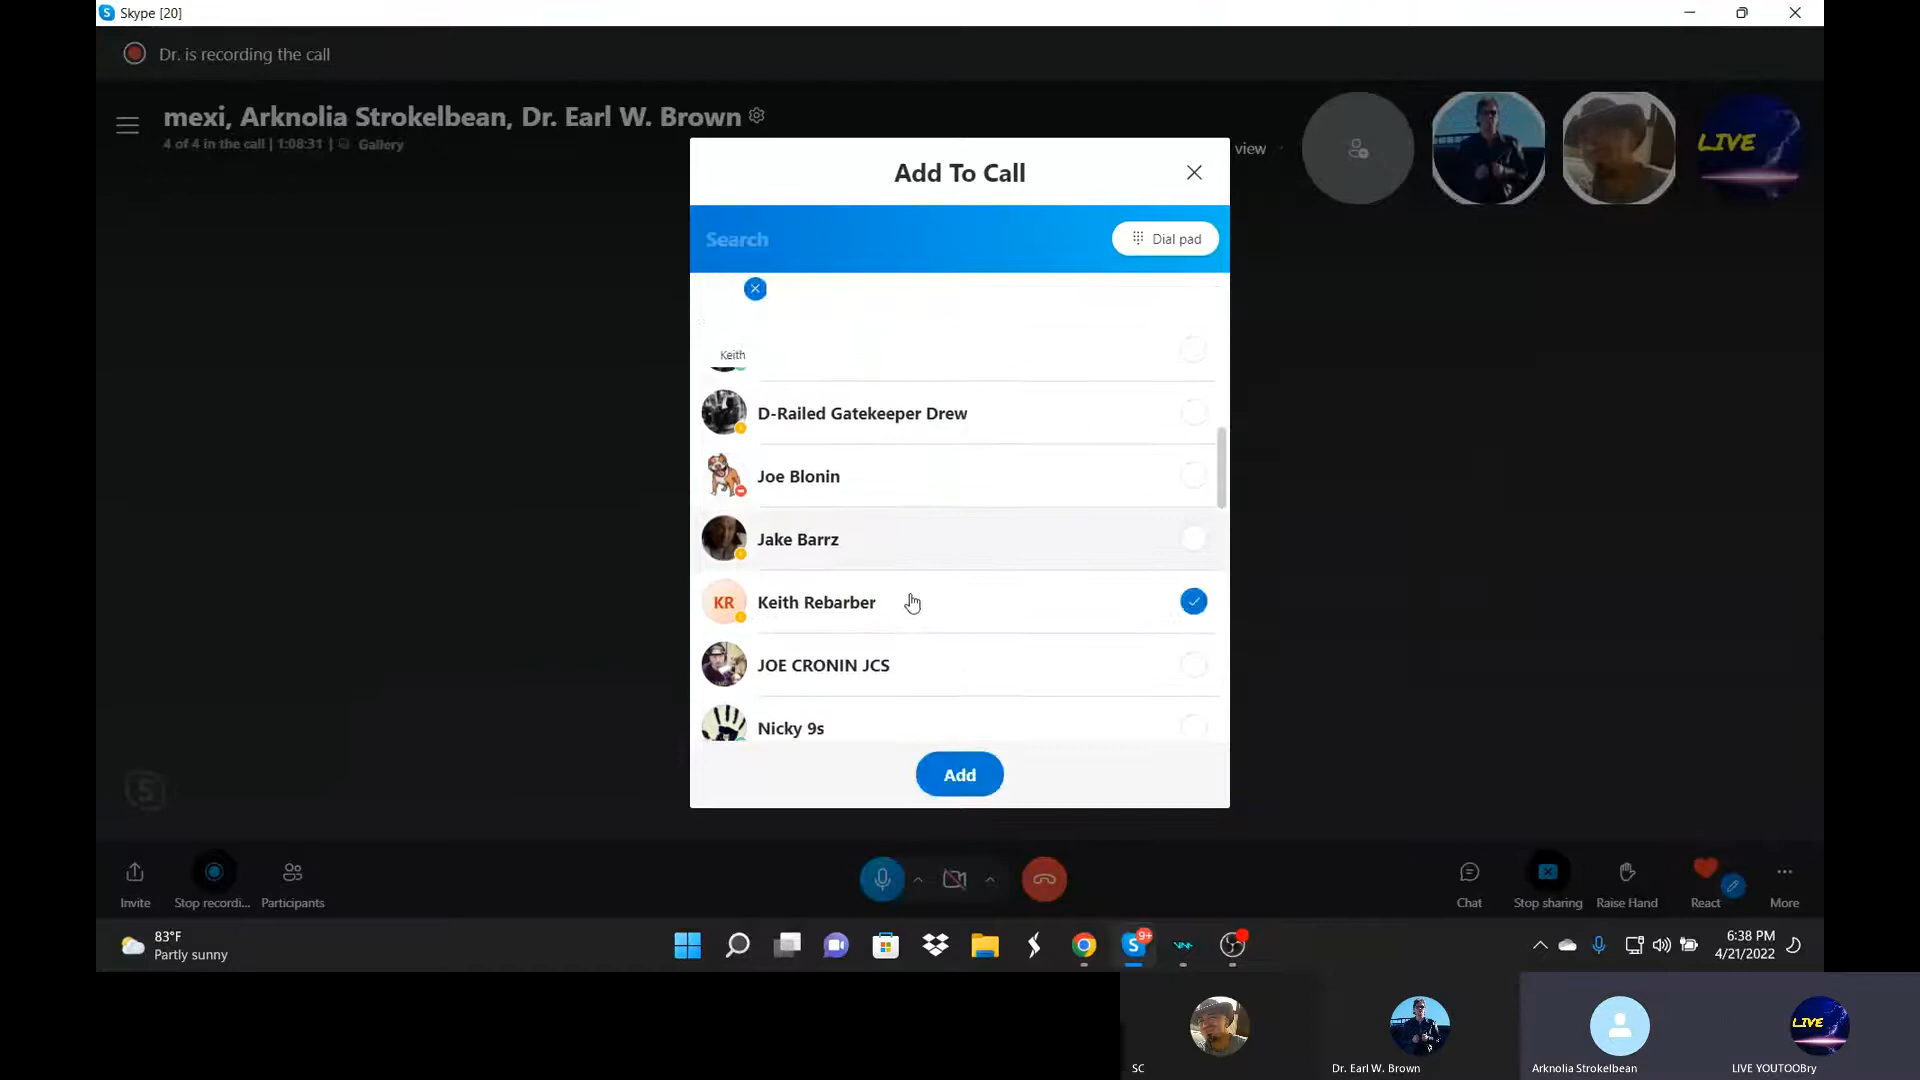 Skype [20]
Dr. is recording the call
mexi, Arknolia Strokelbean, Dr. Earl W. Brown
4 of 4 in the call | 1:08:31 | Gallery
view
LIVE
Add To Call
Search
Dial pad
Keith
D-Railed Gatekeeper Drew
Joe Blonin
Jake Barrz
KR
Keith Rebarber
JOE CRONIN JCS
Nicky 9s
Add
Invite
Stop recordi...
Participants
Chat
Stop sharing
Raise Hand
React
More
83°F
Partly sunny
9+
6:38 PM
4/21/2022
LIVE
SC
Dr. Earl W. Brown
Arknolia Strokelbean
LIVE YOUTOOBry